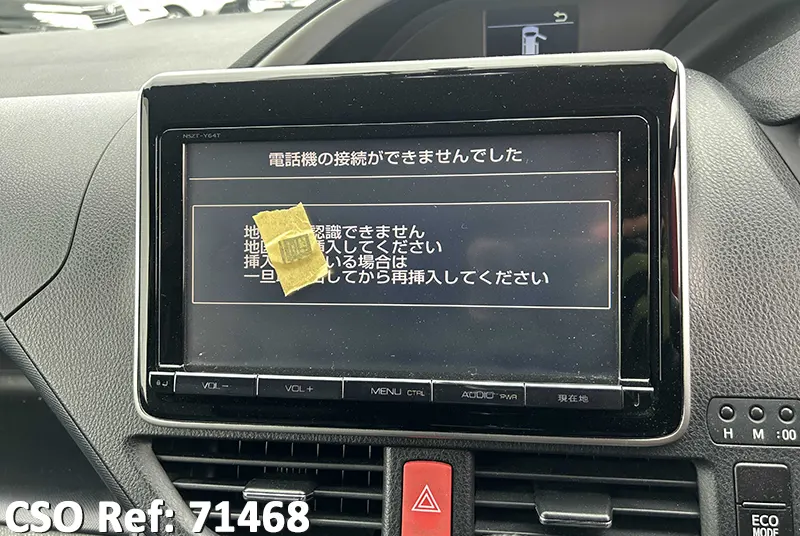 NSZT-Y64T
電話機の接続ができませんでした
地 認識できません
地図 挿入してください
挿入 いる場合は
一旦 してから再挿入してください
VOL−
VOL+
MENU CTRL
AUDIO PWR
現在地
H M :00
ECO
MODE
CSO Ref: 71468